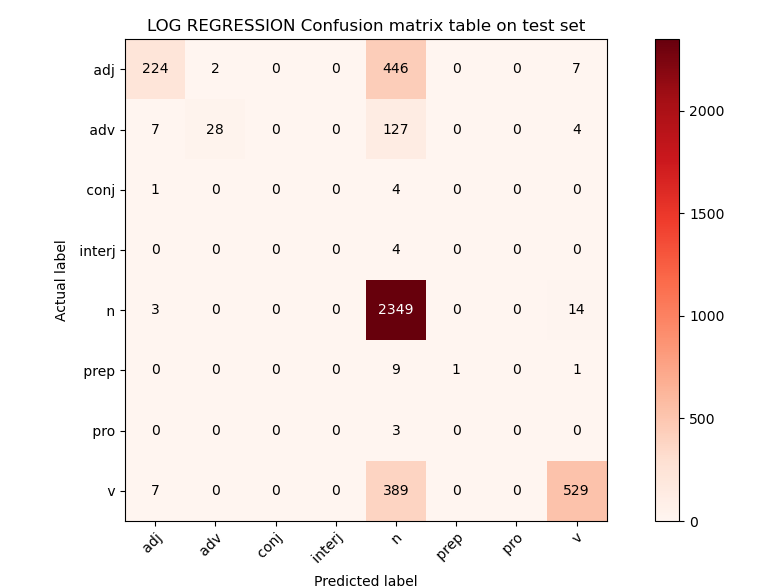 LOG REGRESSION Confusion matrix table on test set
adj 224 2 0 0 446 0 0 7
adv 7 28 0 0 127 0 0 4
conj 1 0 0 0 4 0 0 0
interj 0 0 0 0 4 0 0 0
n 3 0 0 0 2349 0 0 14
prep 0 0 0 0 9 1 0 1
pro 0 0 0 0 3 0 0 0
v 7 0 0 0 389 0 0 529
adj adv conj interj n prep pro v
Predicted label
Actual label
2000
1500
1000
500
0